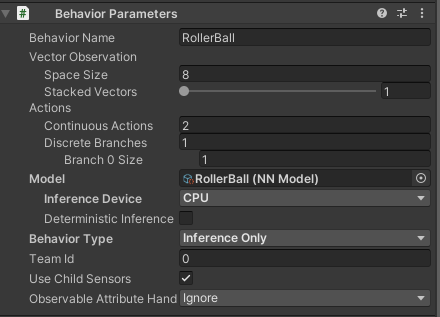 # Behavior Parameters
Behavior Name RollerBall
Vector Observation
Space Size 8
Stacked Vectors 1
Actions
Continuous Actions 2
Discrete Branches 1
Branch 0 Size 1
Model RollerBall (NN Model)
Inference Device CPU
Deterministic Inference
Behavior Type Inference Only
Team Id 0
Use Child Sensors
Observable Attribute Hand Ignore